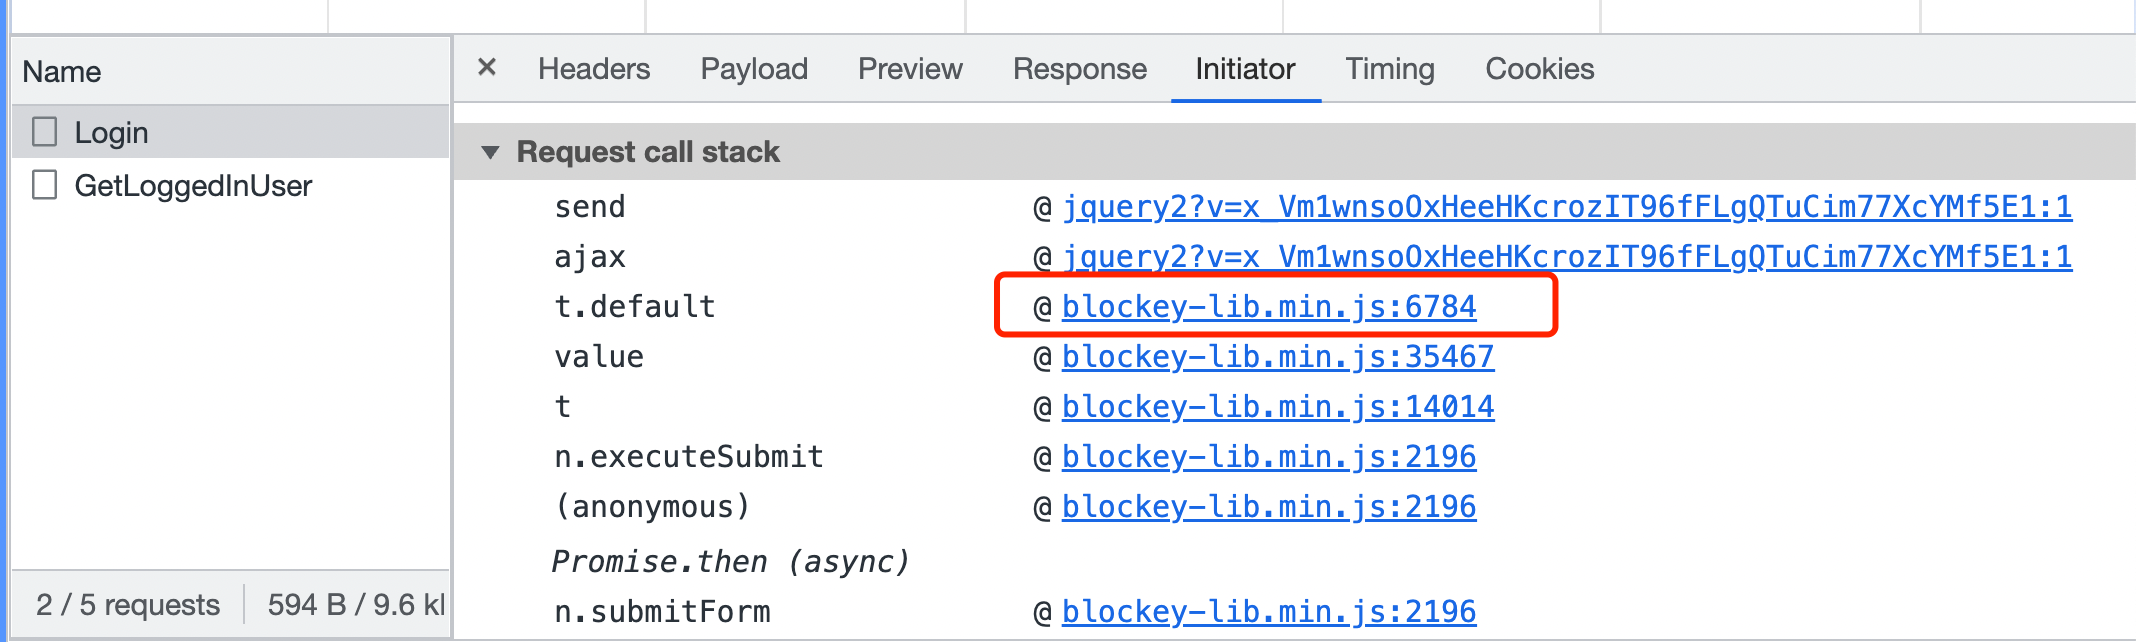 Name
Login
GetLoggedInUser
2 / 5 requests 594 B / 9.6 kl
× Headers Payload Preview Response Initiator Timing Cookies
▼ Request call stack
send @ jquery2?v=x_Vm1wnsoOxHeeHKcrozIT96fFLgQTuCim77XcYMf5E1:1
ajax @ jquery2?v=x_Vm1wnsoOxHeeHKcrozIT96fFLgQTuCim77XcYMf5E1:1
t.default @ blockey-lib.min.js:6784
value @ blockey-lib.min.js:35467
t @ blockey-lib.min.js:14014
n.executeSubmit @ blockey-lib.min.js:2196
(anonymous) @ blockey-lib.min.js:2196
Promise.then (async)
n.submitForm @ blockey-lib.min.js:2196